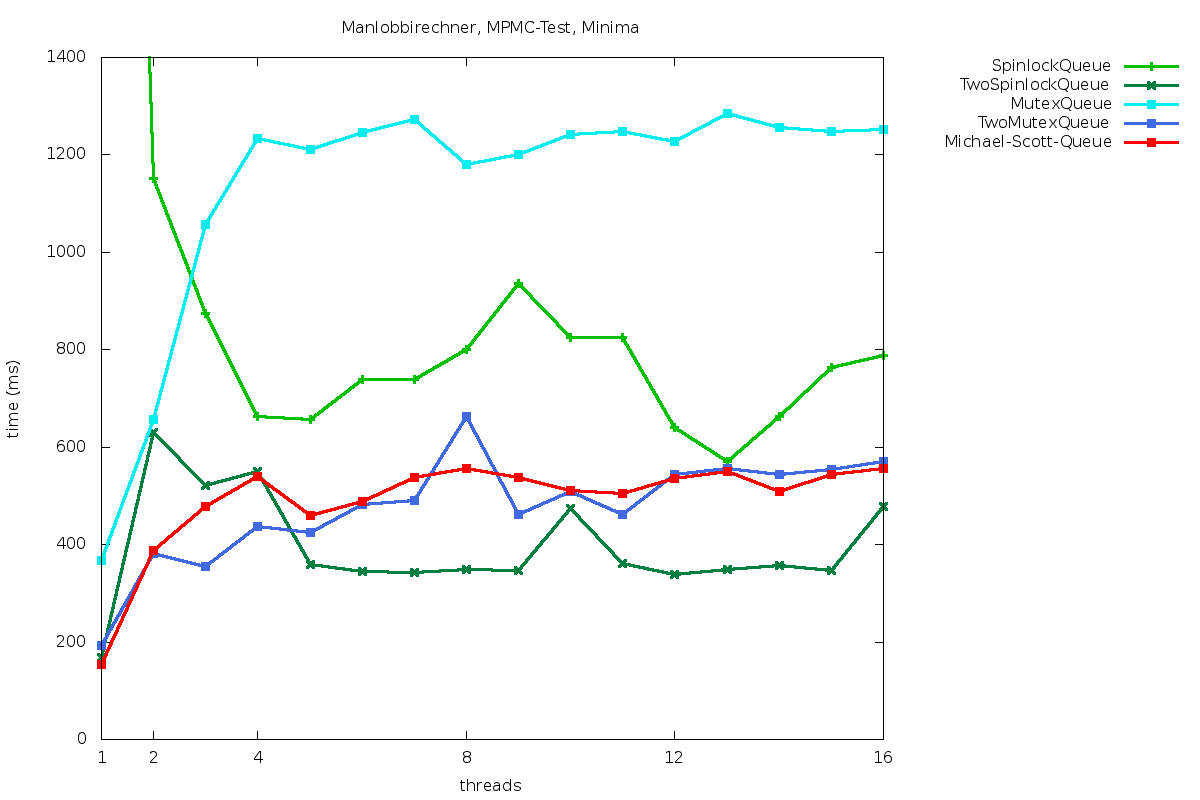 Manlobbirechner, MPMC-Test, Minima
SpinlockQueue
TwoSpinlockQueue
MutexQueue
TwoMutexQueue
Michael-Scott-Queue
1400
1200
1000
800
600
400
200
0
time (ms)
1 2 4 8 12 16
threads